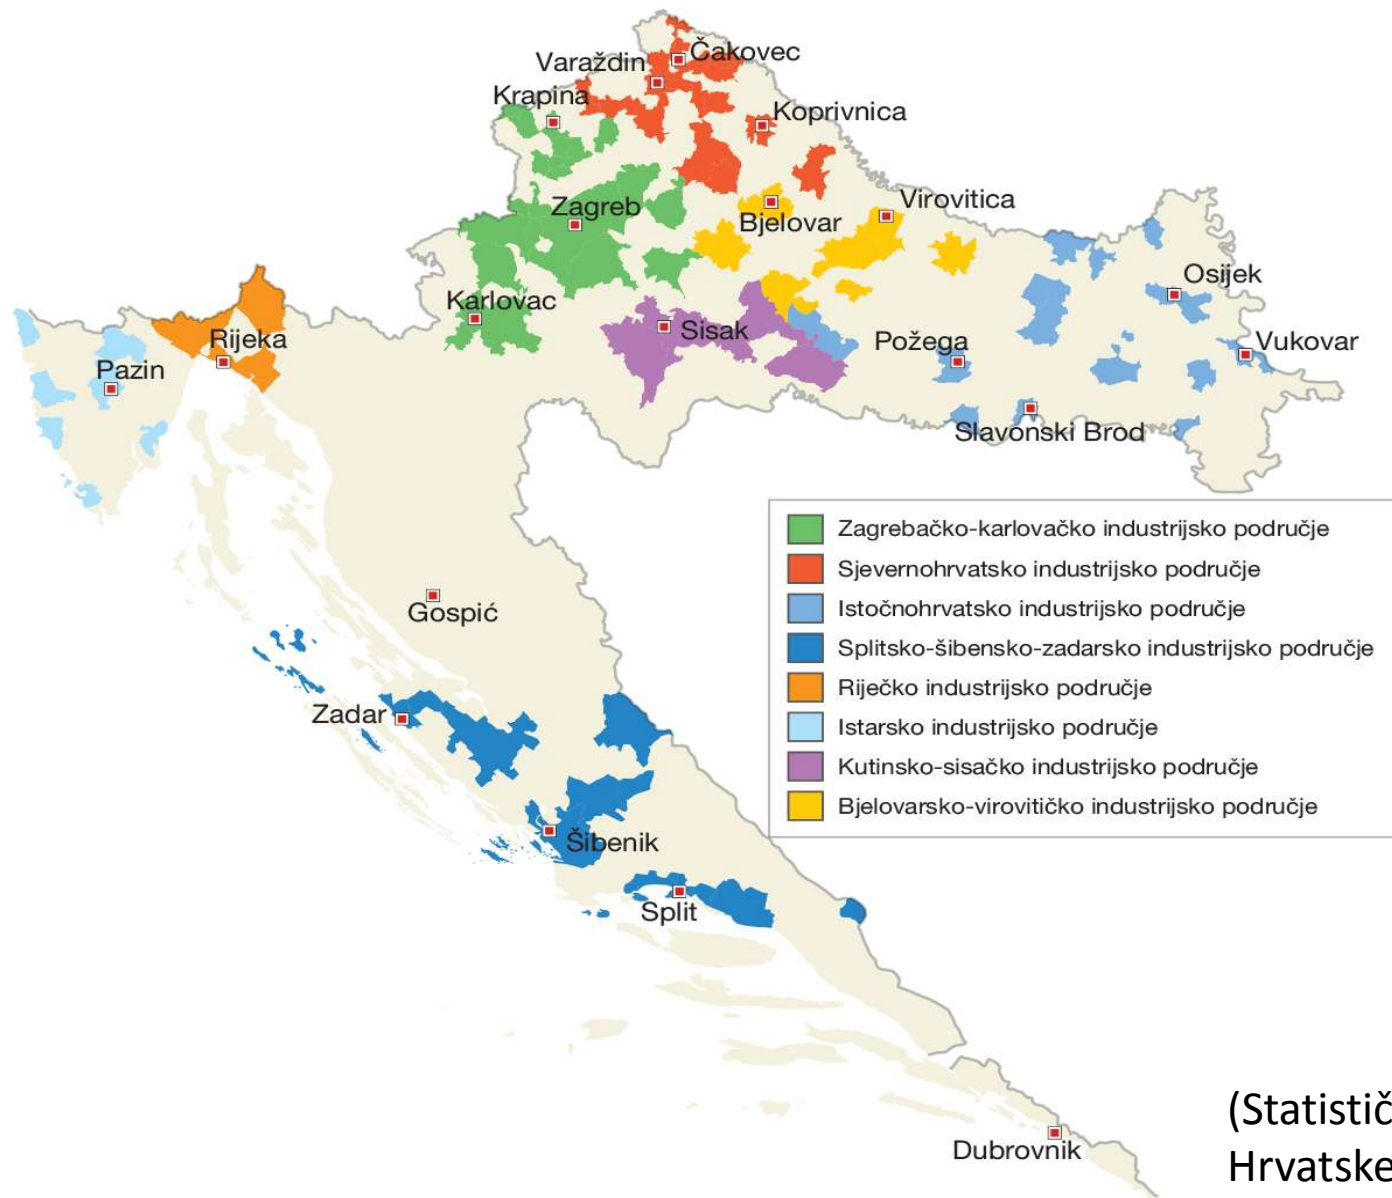 Čakovec
Varaždin
Krapina
Koprivnica
Zagreb
Bjelovar
Virovitica
Osijek
Karlovac
Sisak
Požega
Vukovar
Rijeka
Pazin
Slavonski Brod
Zagrebačko-karlovačko industrijsko područje
Sjevernohrvatsko industrijsko područje
Istočnohrvatsko industrijsko područje
Splitsko-šibensko-zadarsko industrijsko područje
Riječko industrijsko područje
Istarsko industrijsko područje
Kutinsko-sisačko industrijsko područje
Bjelovarsko-virovitičko industrijsko područje
Gospić
Zadar
Šibenik
Split
Dubrovnik
(Statistič
Hrvatske